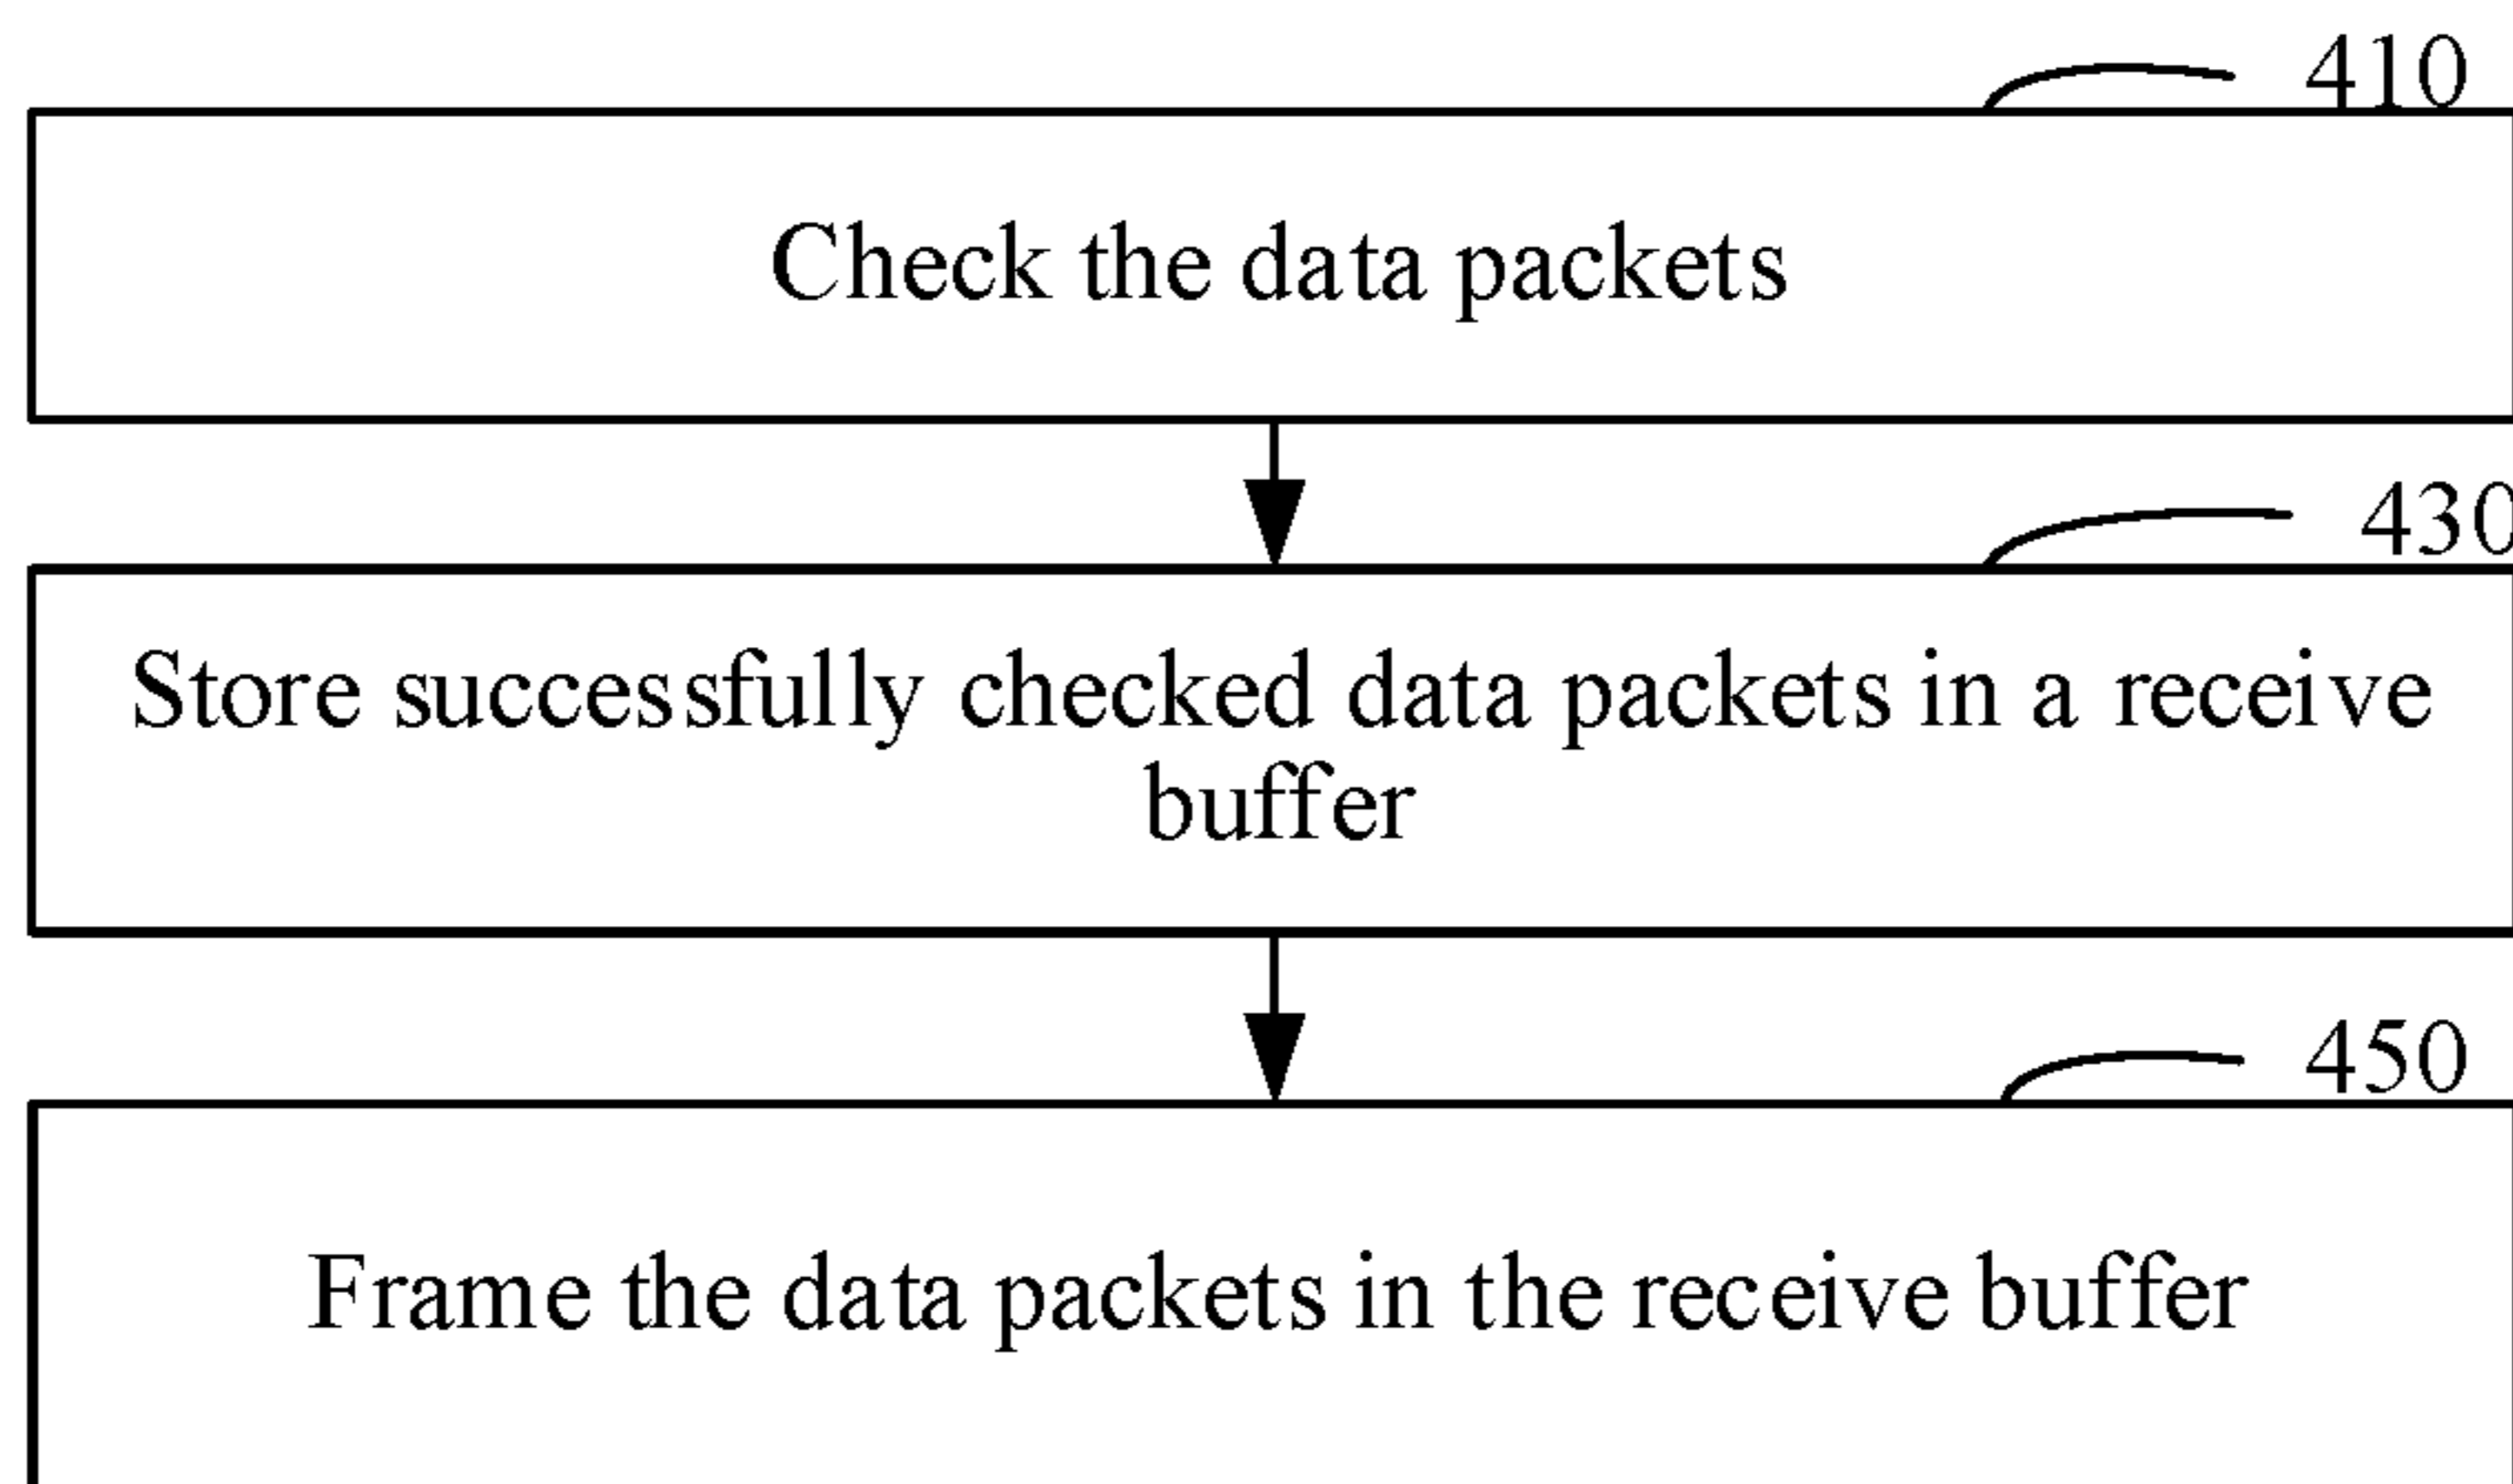 410
Check the data packets
430
Store successfully checked data packets in a receive
buffer
450
Frame the data packets in the receive buffer